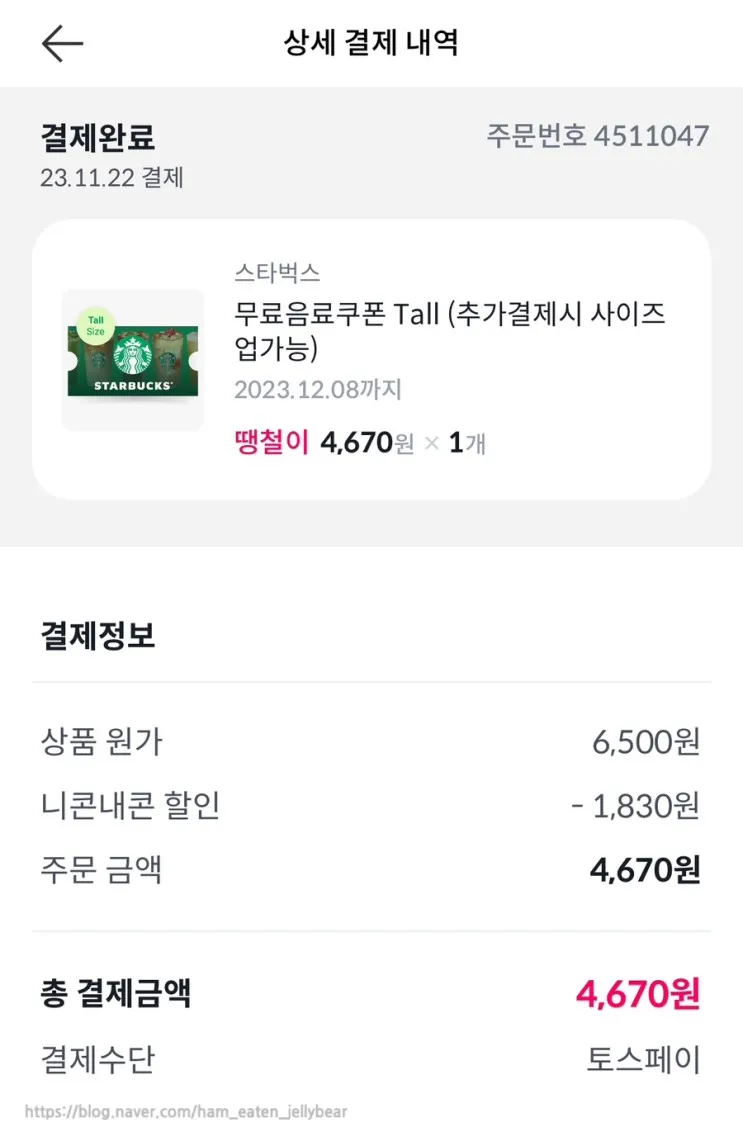 상세 결제 내역
결제완료
주문번호 4511047
23.11.22 결제
스타벅스
무료음료쿠폰 Tall (추가결제시 사이즈
업가능)
2023.12.08까지
땡철이 4,670원 × 1개
Tall
Size
STARBUCKS
결제정보
상품 원가 6,500원
니콘내콘 할인 - 1,830원
주문 금액 4,670원
총 결제금액 4,670원
결제수단 토스페이
https://blog.naver.com/ham_eaten_jellybear